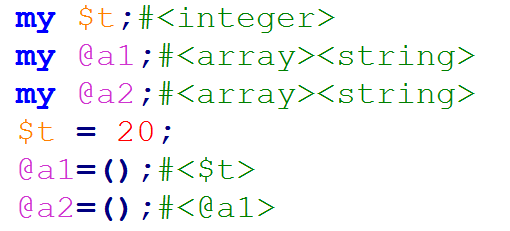 my $t;#<integer>
my @a1;#<array><string>
my @a2;#<array><string>
$t = 20;
@a1=();#<$t>
@a2=();#<@a1>